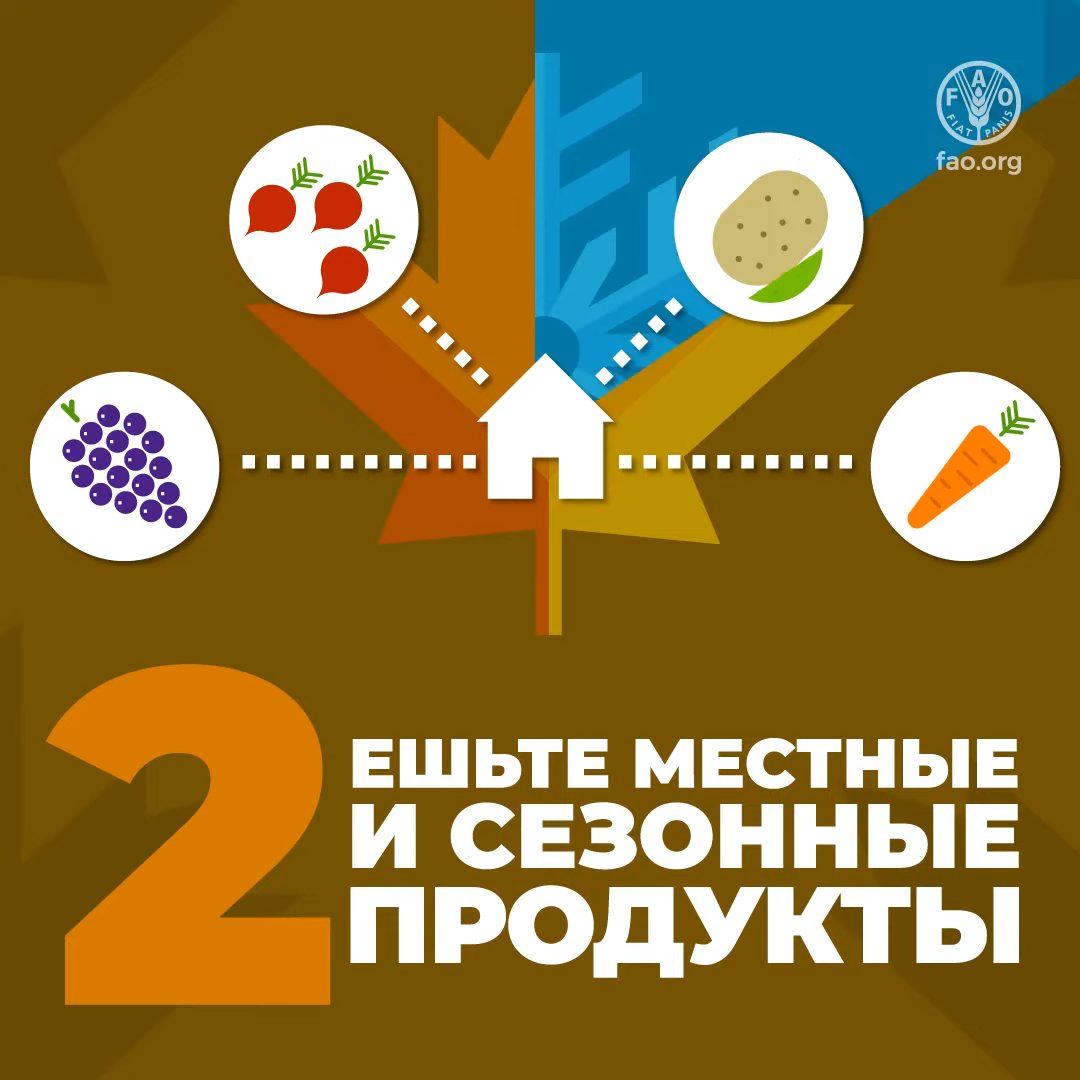 FAO
FIAT PANIS
fao.org
2
ЕШЬТЕ МЕСТНЫЕ
И СЕЗОННЫЕ
ПРОДУКТЫ